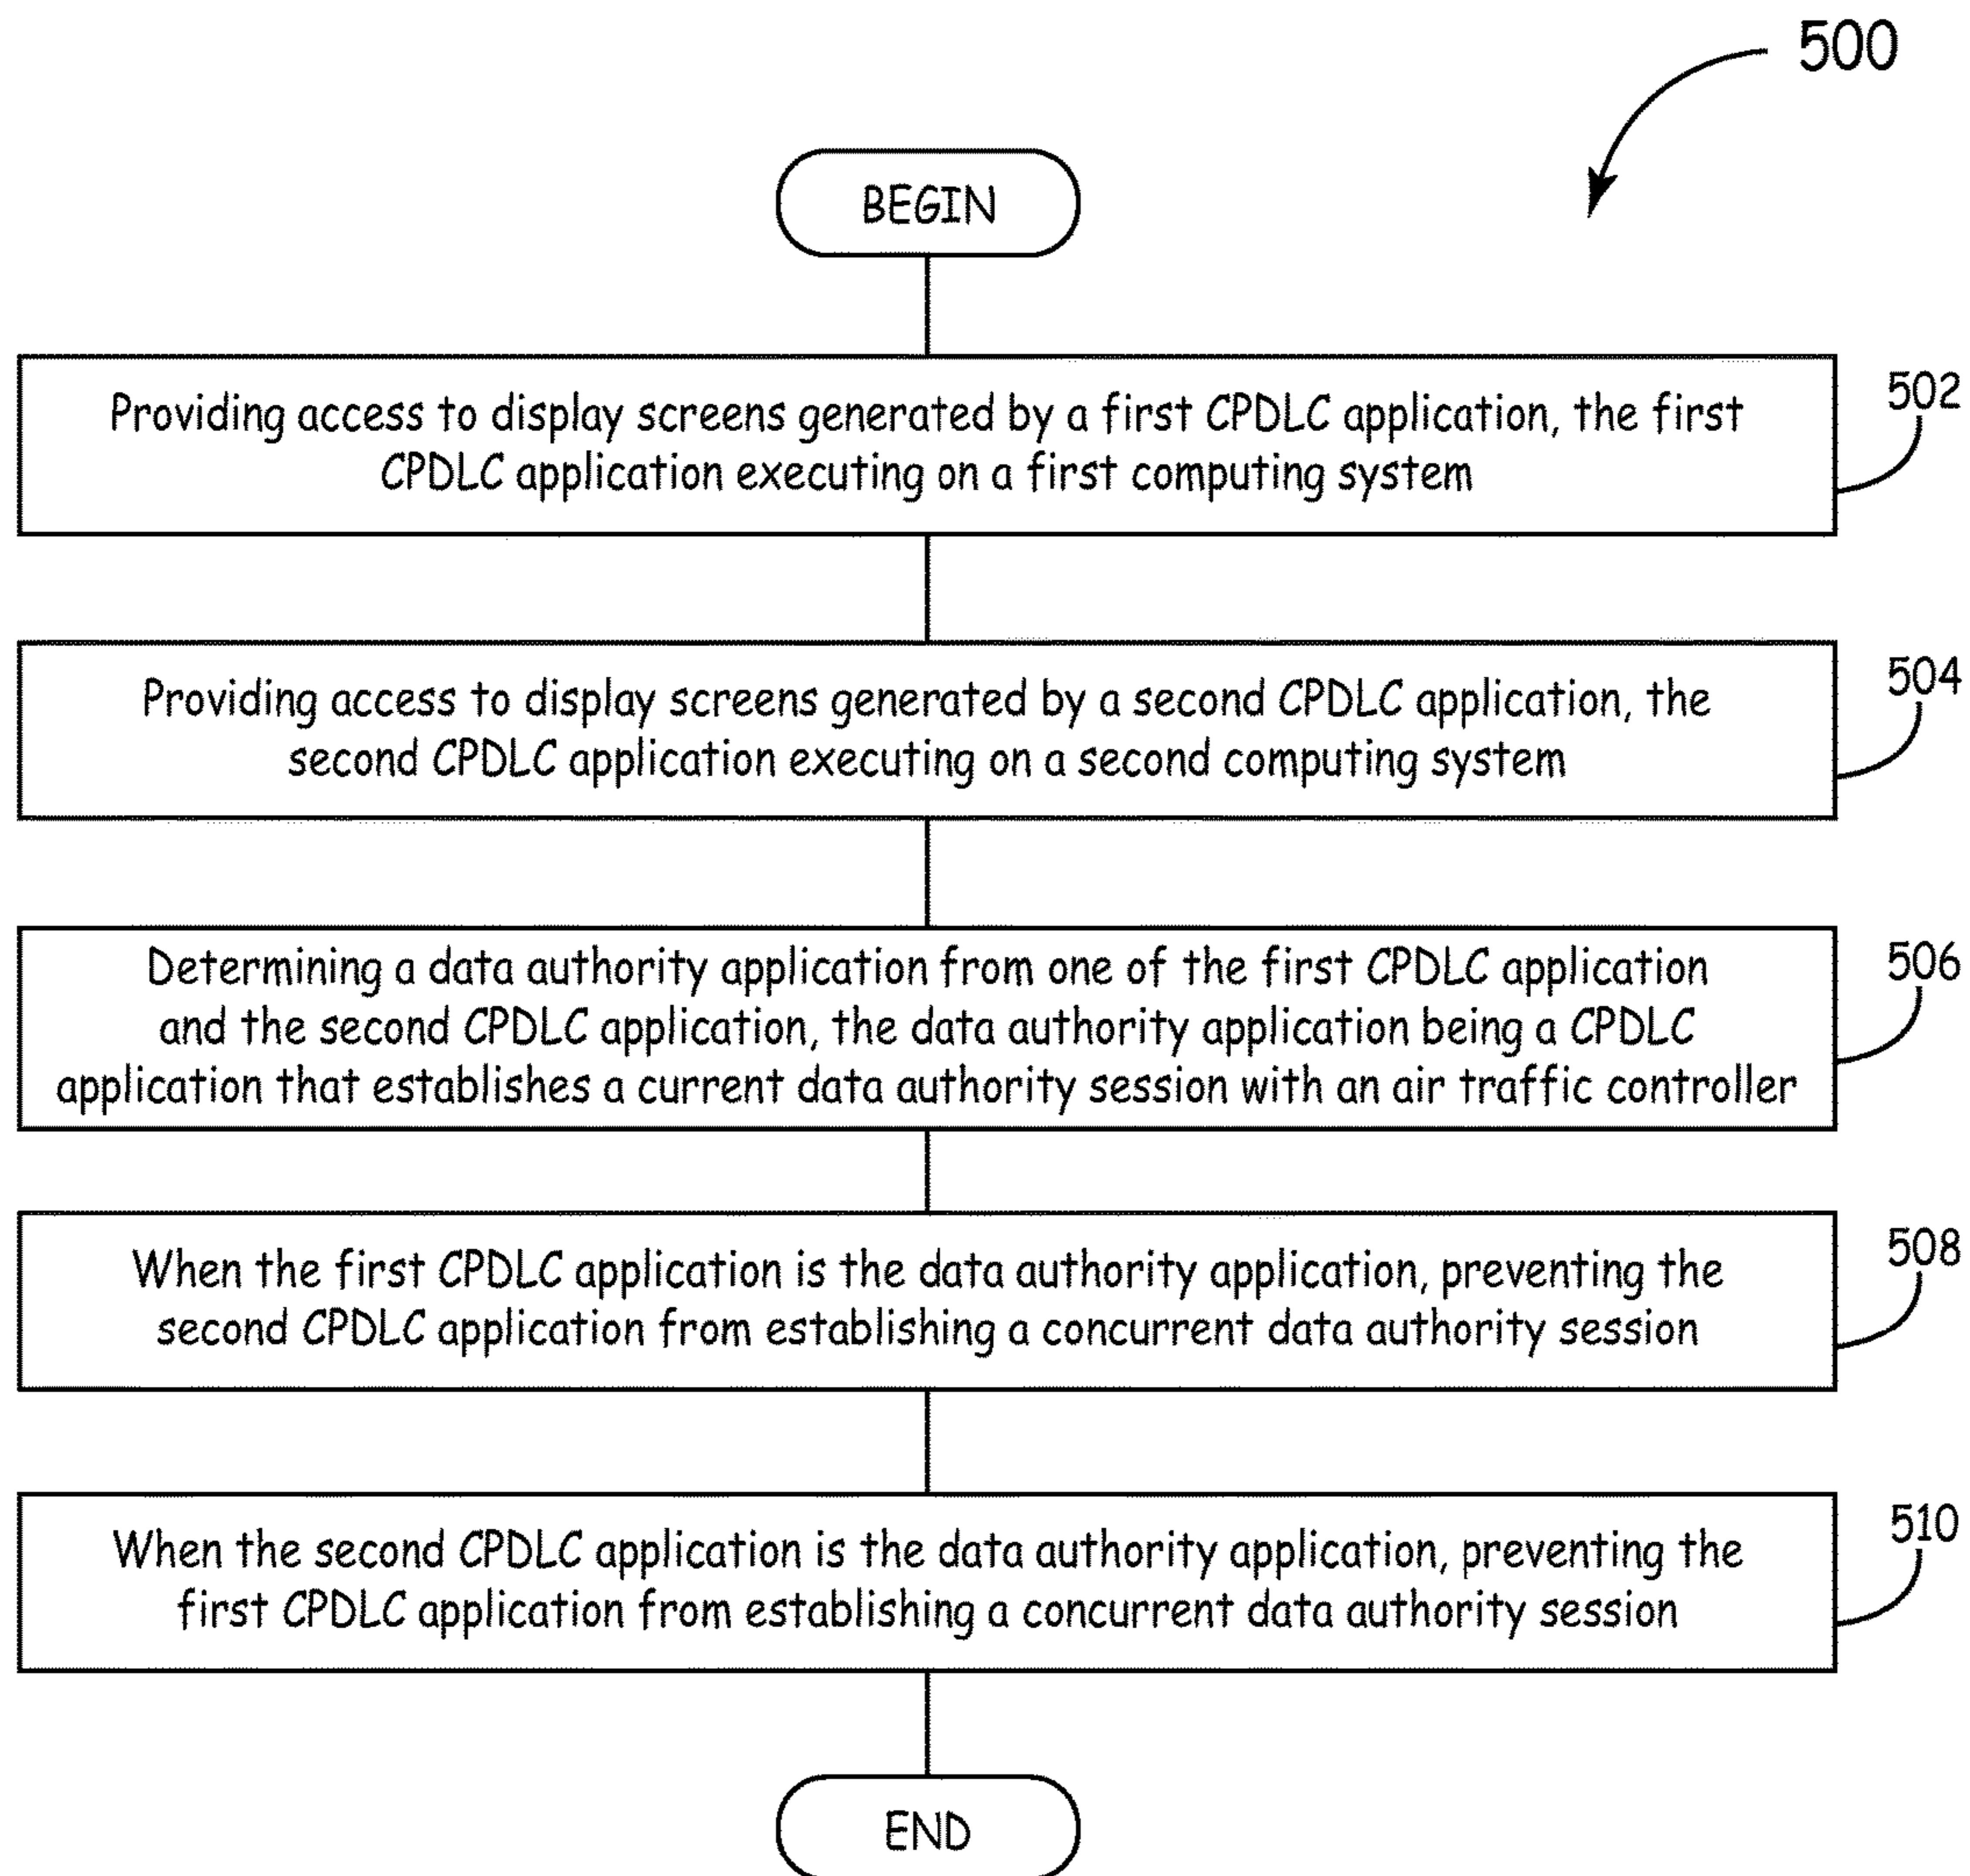 500
BEGIN
Providing access to display screens generated by a first CPDLC application, the first
CPDLC application executing on a first computing system
502
Providing access to display screens generated by a second CPDLC application, the
second CPDLC application executing on a second computing system
504
Determining a data authority application from one of the first CPDLC application
and the second CPDLC application, the data authority application being a CPDLC
application that establishes a current data authority session with an air traffic controller
506
When the first CPDLC application is the data authority application, preventing the
second CPDLC application from establishing a concurrent data authority session
508
When the second CPDLC application is the data authority application, preventing the
first CPDLC application from establishing a concurrent data authority session
510
END